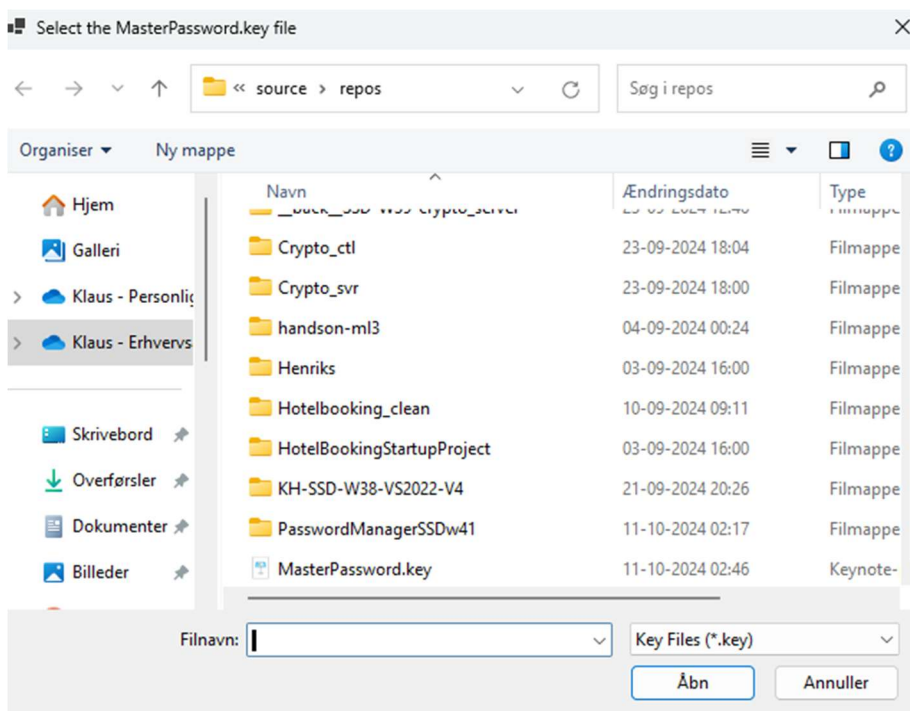 Select the MasterPassword.key file
« source › repos
Søg i repos
Organiser
Ny mappe
Navn Ændringsdato Type
Hjem
Galleri
Klaus - Personlig
Klaus - Erhvervs
Skrivebord
Overførsler
Dokumenter
Billeder
Crypto_ctl 23-09-2024 18:04 Filmappe
Crypto_svr 23-09-2024 18:00 Filmappe
handson-ml3 04-09-2024 00:24 Filmappe
Henriks 03-09-2024 16:00 Filmappe
Hotelbooking_clean 10-09-2024 09:11 Filmappe
HotelBookingStartupProject 03-09-2024 16:00 Filmappe
KH-SSD-W38-VS2022-V4 21-09-2024 20:26 Filmappe
PasswordManagerSSDw41 11-10-2024 02:17 Filmappe
MasterPassword.key 11-10-2024 02:46 Keynote-
Filnavn:
Key Files (*.key)
Åbn
Annuller